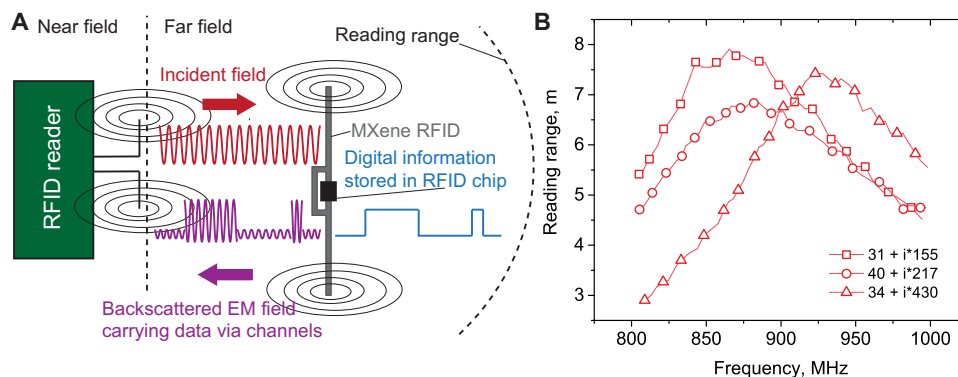 A
Near field
Far field
Reading range
Incident field
RFID reader
MXene RFID
Digital information
stored in RFID chip
Backscattered EM field
carrying data via channels
B
Reading range, m
8
7
6
5
4
3
31 + i*155
40 + i*217
34 + i*430
800 850 900 950 1000
Frequency, MHz